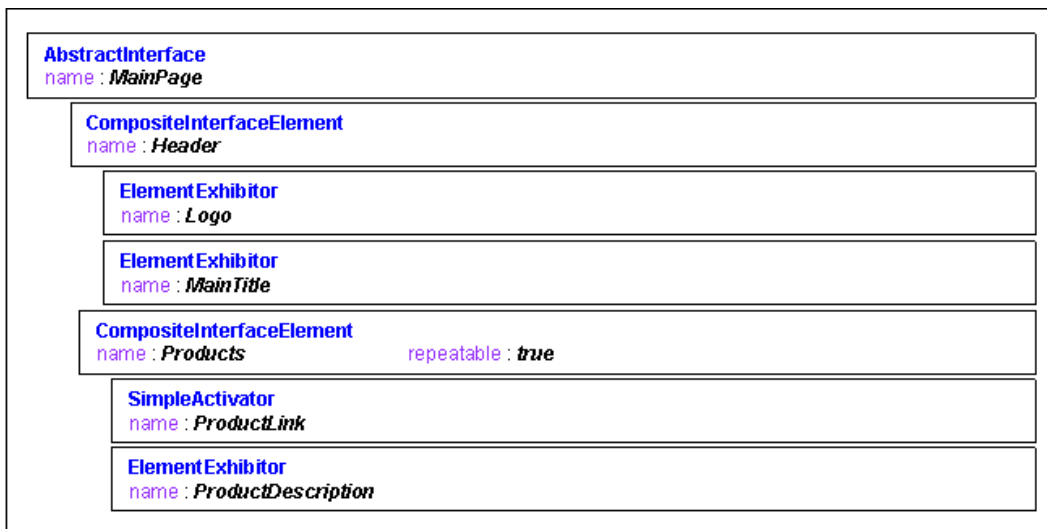 AbstractInterface
name : MainPage
CompositeInterfaceElement
name : Header
ElementExhibitor
name : Logo
ElementExhibitor
name : MainTitle
CompositeInterfaceElement
name : Products repeatable : true
SimpleActivator
name : ProductLink
ElementExhibitor
name : ProductDescription